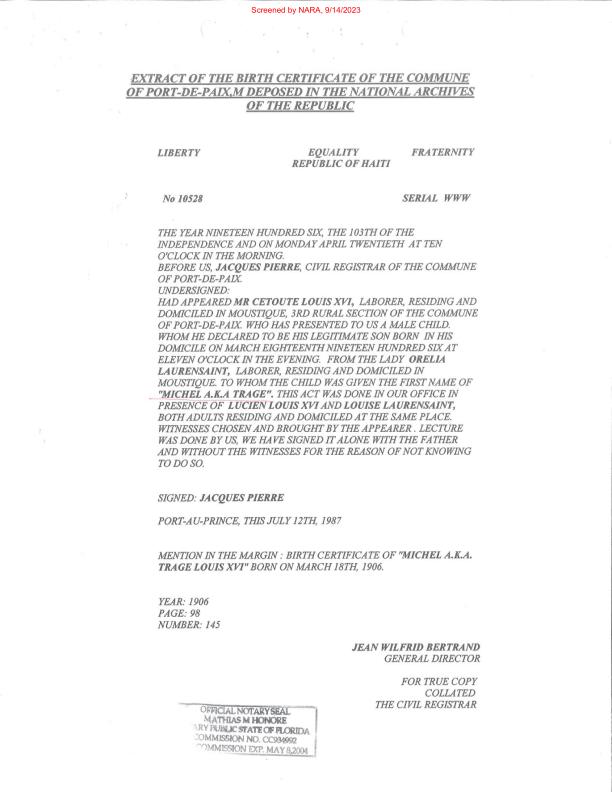 Screened by NARA, 9/14/2023
EXTRACT OF THE BIRTH CERTIFICATE OF THE COMMUNE
OF PORT-DE-PAIX,M DEPOSED IN THE NATIONAL ARCHIVES
OF THE REPUBLIC
LIBERTY EQUALITY FRATERNITY
REPUBLIC OF HAITI
No 10528 SERIAL WWW
THE YEAR NINETEEN HUNDRED SIX, THE 103TH OF THE
INDEPENDENCE AND ON MONDAY APRIL TWENTIETH AT TEN
O'CLOCK IN THE MORNING.
BEFORE US, JACQUES PIERRE, CIVIL REGISTRAR OF THE COMMUNE
OF PORT-DE-PAIX.
UNDERSIGNED:
HAD APPEARED MR CETOUTE LOUIS XVI, LABORER, RESIDING AND
DOMICILED IN MOUSTIQUE, 3RD RURAL SECTION OF THE COMMUNE
OF PORT-DE-PAIX. WHO HAS PRESENTED TO US A MALE CHILD.
WHOM HE DECLARED TO BE HIS LEGITIMATE SON BORN IN HIS
DOMICILE ON MARCH EIGHTEENTH NINETEEN HUNDRED SIX AT
ELEVEN O'CLOCK IN THE EVENING. FROM THE LADY ORELIA
LAURENSAINT, LABORER, RESIDING AND DOMICILED IN
MOUSTIQUE. TO WHOM THE CHILD WAS GIVEN THE FIRST NAME OF
"MICHEL A.K.A TRAGE". THIS ACT WAS DONE IN OUR OFFICE IN
PRESENCE OF LUCIEN LOUIS XVI AND LOUISE LAURENSAINT,
BOTH ADULTS RESIDING AND DOMICILED AT THE SAME PLACE.
WITNESSES CHOSEN AND BROUGHT BY THE APPEARER . LECTURE
WAS DONE BY US, WE HAVE SIGNED IT ALONE WITH THE FATHER
AND WITHOUT THE WITNESSES FOR THE REASON OF NOT KNOWING
TO DO SO.
SIGNED: JACQUES PIERRE
PORT-AU-PRINCE, THIS JULY 12TH, 1987
MENTION IN THE MARGIN : BIRTH CERTIFICATE OF "MICHEL A.K.A.
TRAGE LOUIS XVI" BORN ON MARCH 18TH, 1906.
YEAR: 1906
PAGE: 98
NUMBER: 145
JEAN WILFRID BERTRAND
GENERAL DIRECTOR
FOR TRUE COPY
COLLATED
THE CIVIL REGISTRAR
OFFICIAL NOTARY SEAL
MATHIAS M HONORE
ARY PUBLIC STATE OF FLORIDA
COMMISSION NO. CC934992
COMMISSION EXP. MAY 8,2004